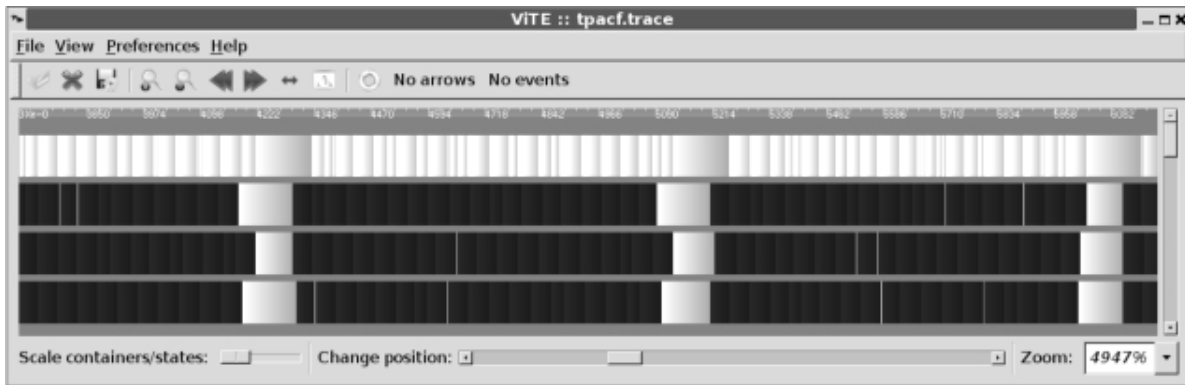 ViTE :: tpacf.trace
File View Preferences Help
No arrows No events
3850 3974 4098 4222 4346 4470 4594 4718 4842 4966 5090 5214 5338 5462 5586 5710 5834 5958 6082
Scale containers/states: Change position: Zoom: 4947%